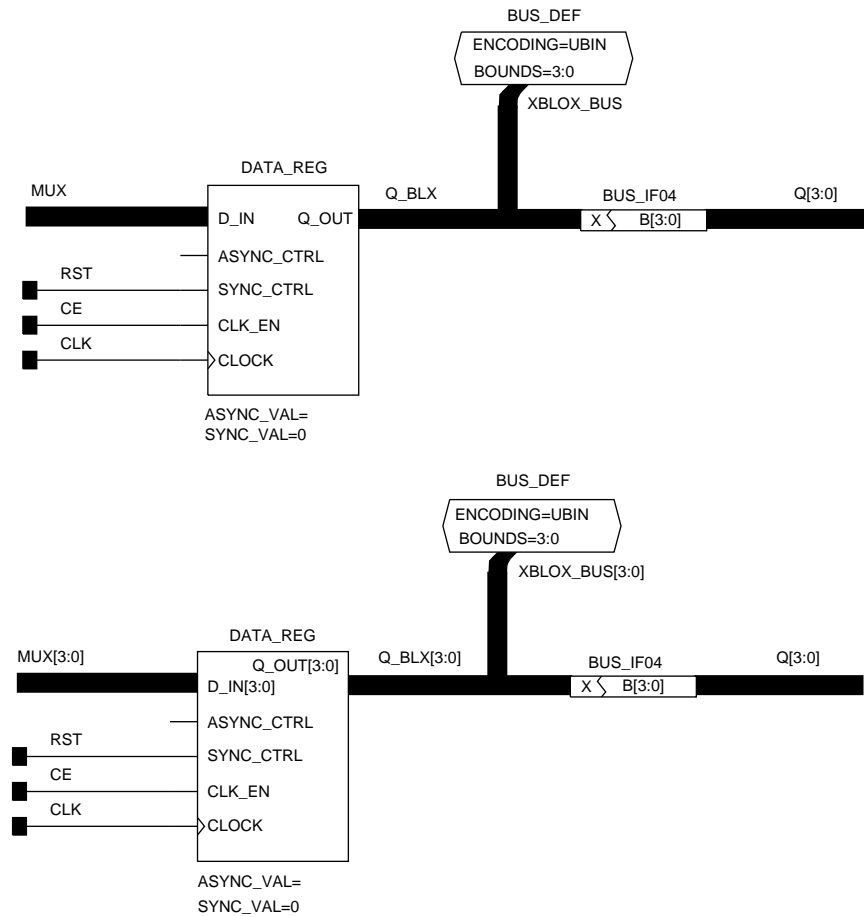 BUS_DEF
ENCODING=UBIN
BOUNDS=3:0
XBLOX_BUS
DATA_REG
MUX
Q_BLX
BUS_IF04
Q[3:0]
D_IN Q_OUT
X B[3:0]
ASYNC_CTRL
RST
SYNC_CTRL
CE
CLK_EN
CLK
CLOCK
ASYNC_VAL=
SYNC_VAL=0
BUS_DEF
ENCODING=UBIN
BOUNDS=3:0
XBLOX_BUS[3:0]
DATA_REG
MUX[3:0]
Q_BLX[3:0]
BUS_IF04
Q[3:0]
Q_OUT[3:0]
D_IN[3:0]
X B[3:0]
ASYNC_CTRL
RST
SYNC_CTRL
CE
CLK_EN
CLK
CLOCK
ASYNC_VAL=
SYNC_VAL=0